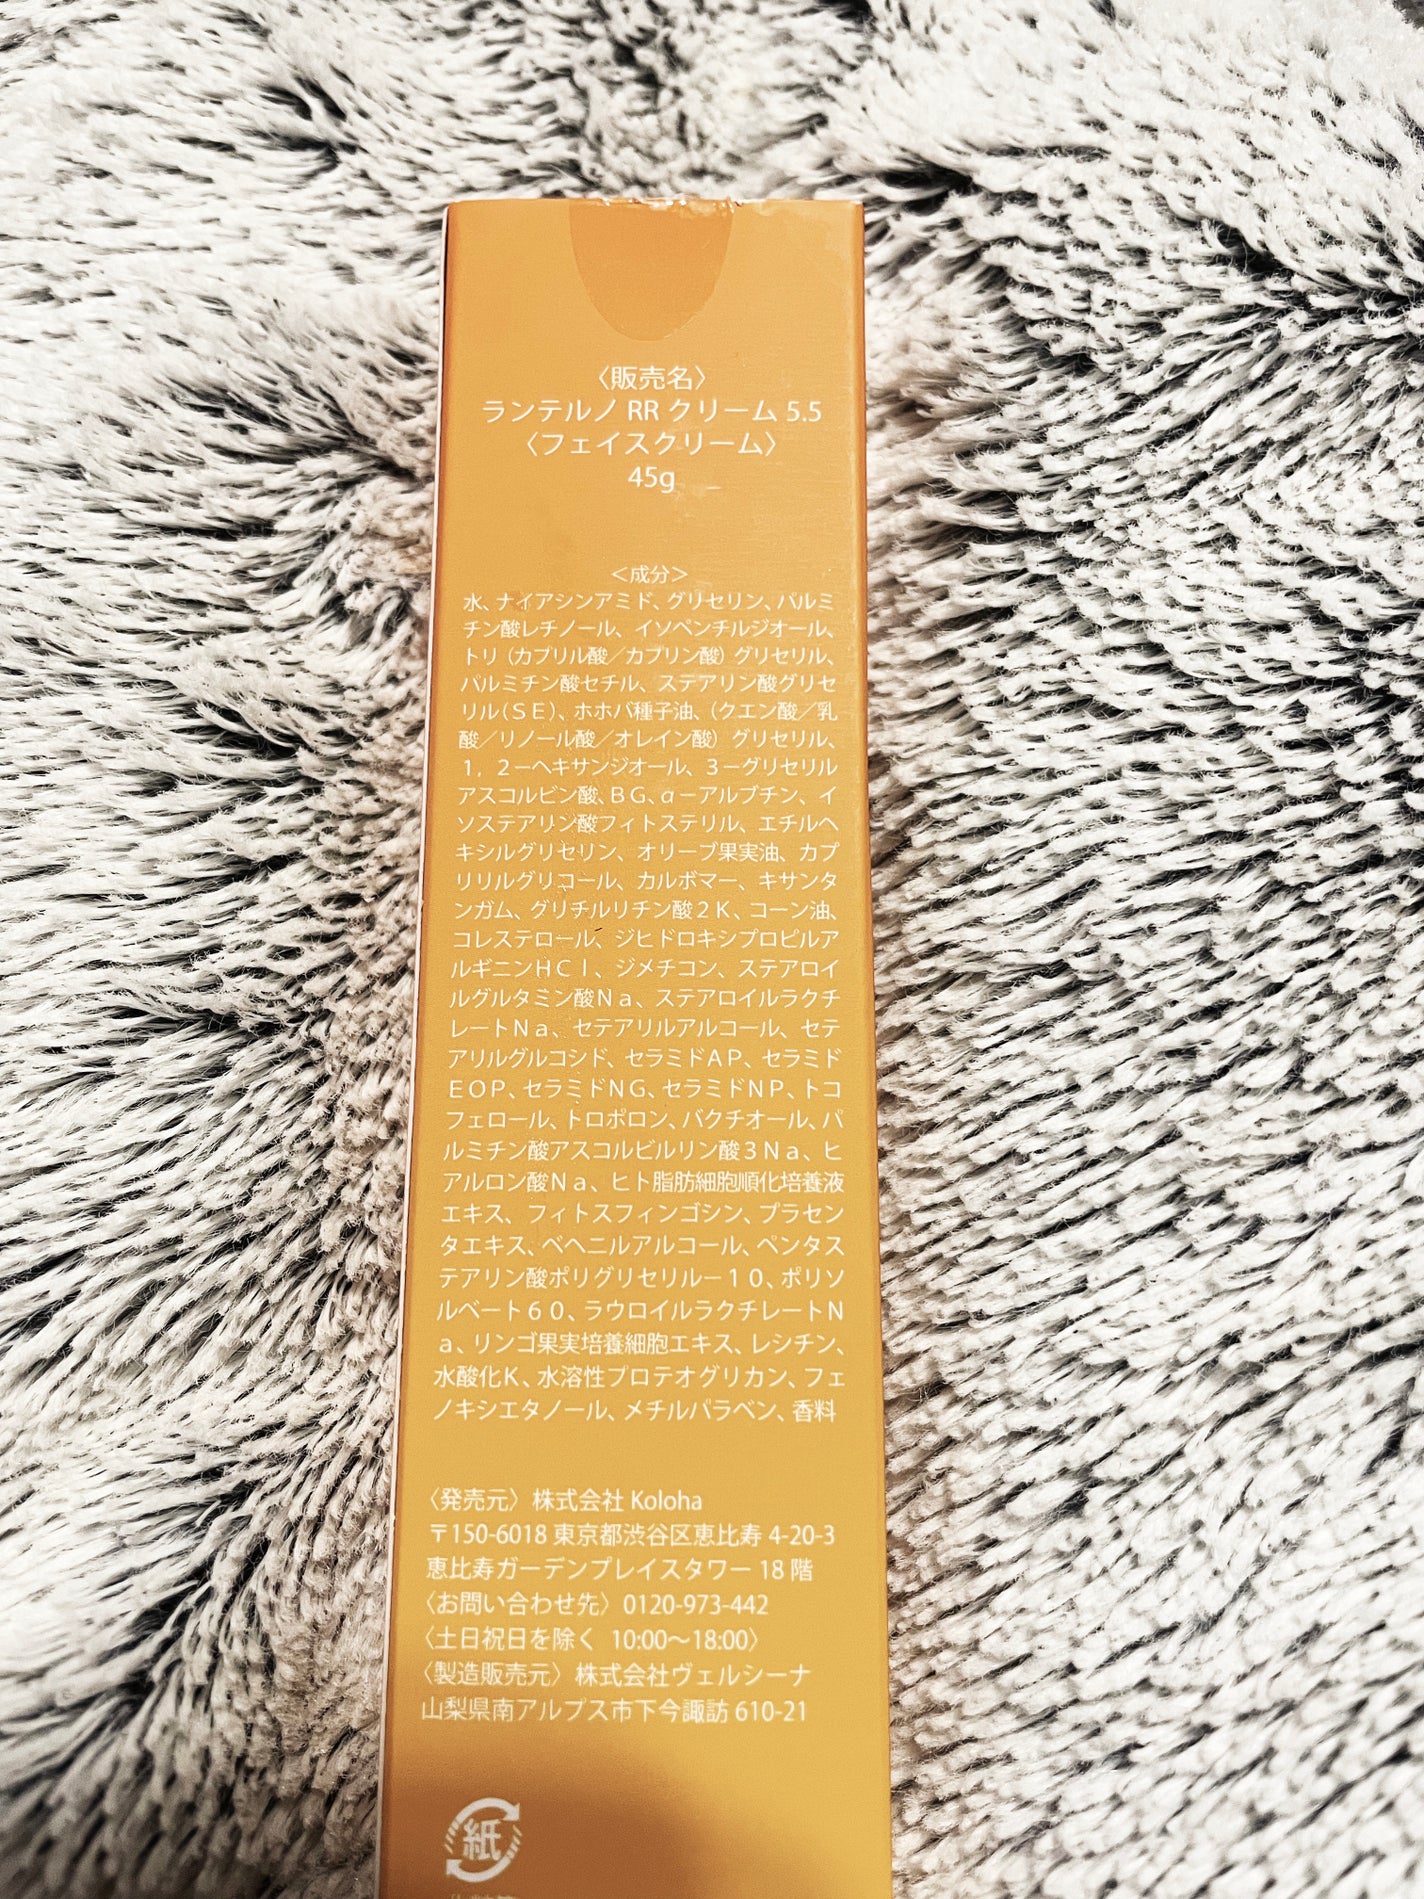 〈販売名〉
ランテルノ RR クリーム 5.5
〈フェイスクリーム〉
45g
＜成分＞
水、ナイアシンアミド、グリセリン、パルミ
チン酸レチノール、イソペンチルジオール、
トリ（カプリル酸／カプリン酸）グリセリル、
パルミチン酸セチル、ステアリン酸グリセ
リル（ＳＥ）、ホホバ種子油、（クエン酸／乳
酸／リノール酸／オレイン酸）グリセリル、
１，２－ヘキサンジオール、３－グリセリル
アスコルビン酸、ＢＧ、α－アルブチン、イ
ソステアリン酸フィトステリル、エチルヘ
キシルグリセリン、オリーブ果実油、カプ
リリルグリコール、カルボマー、キサンタ
ンガム、グリチルリチン酸２Ｋ、コーン油、
コレステロール、ジヒドロキシプロピルア
ルギニンＨＣｌ、ジメチコン、ステアロイ
ルグルタミン酸Ｎａ、ステアロイルラクチ
レートＮａ、セテアリルアルコール、セテ
アリルグルコシド、セラミドＡＰ、セラミド
ＥＯＰ、セラミドＮＧ、セラミドＮＰ、トコ
フェロール、トロポロン、バクチオール、パ
ルミチン酸アスコルビルリン酸３Ｎａ、ヒ
アルロン酸Ｎａ、ヒト脂肪細胞順化培養液
エキス、フィトスフィンゴシン、プラセン
タエキス、ベヘニルアルコール、ペンタス
テアリン酸ポリグリセリル－１０、ポリソ
ルベート６０、ラウロイルラクチレートＮ
ａ、リンゴ果実培養細胞エキス、レシチン、
水酸化Ｋ、水溶性プロテオグリカン、フェ
ノキシエタノール、メチルパラベン、香料
〈発売元〉株式会社 Koloha
〒150-6018 東京都渋谷区恵比寿 4-20-3
恵比寿ガーデンプレイスタワー 18 階
〈お問い合わせ先〉0120-973-442
〈土日祝日を除く 10:00～18:00〉
〈製造販売元〉株式会社ヴェルシーナ
山梨県南アルプス市下今諏訪 610-21
紙